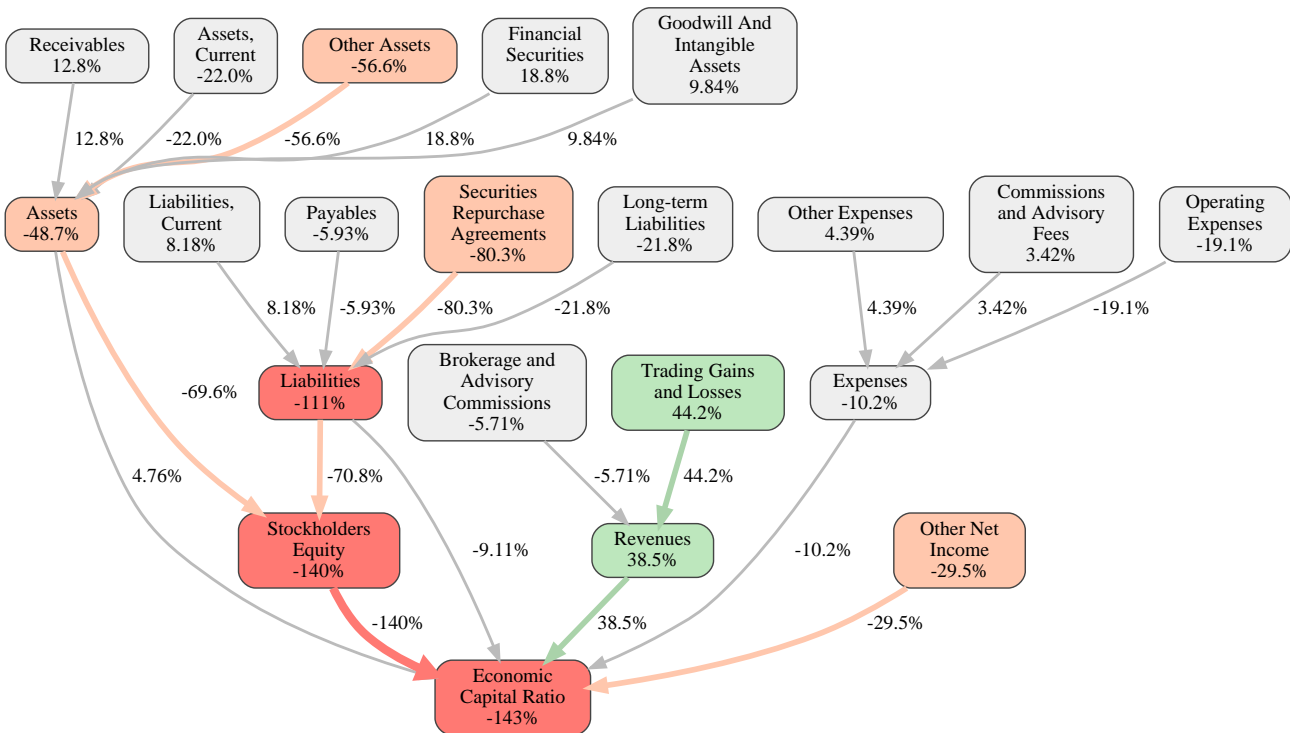 Receivables
12.8%
Assets,
Current
-22.0%
Other Assets
-56.6%
Financial
Securities
18.8%
Goodwill And
Intangible
Assets
9.84%
12.8%
-22.0%
-56.6%
18.8%
9.84%
Assets
-48.7%
Liabilities,
Current
8.18%
Payables
-5.93%
Securities
Repurchase
Agreements
-80.3%
Long-term
Liabilities
-21.8%
Other Expenses
4.39%
Commissions
and Advisory
Fees
3.42%
Operating
Expenses
-19.1%
8.18%
-5.93%
-80.3%
-21.8%
4.39%
3.42%
-19.1%
-69.6%
Liabilities
-111%
Brokerage and
Advisory
Commissions
-5.71%
Trading Gains
and Losses
44.2%
Expenses
-10.2%
4.76%
-70.8%
-5.71%
44.2%
Stockholders
Equity
-140%
-9.11%
Revenues
38.5%
-10.2%
Other Net
Income
-29.5%
-140%
38.5%
-29.5%
Economic
Capital Ratio
-143%